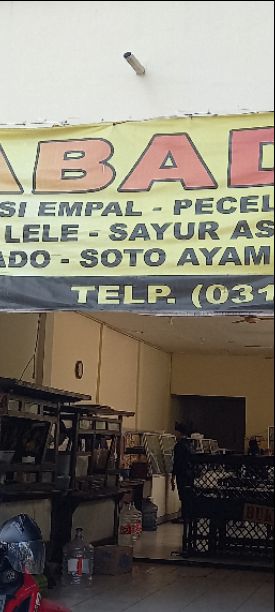 ABAD
SI EMPAL - PECEL
LELE - SAYUR AS
ADO - SOTO AYAM
TELP. (031